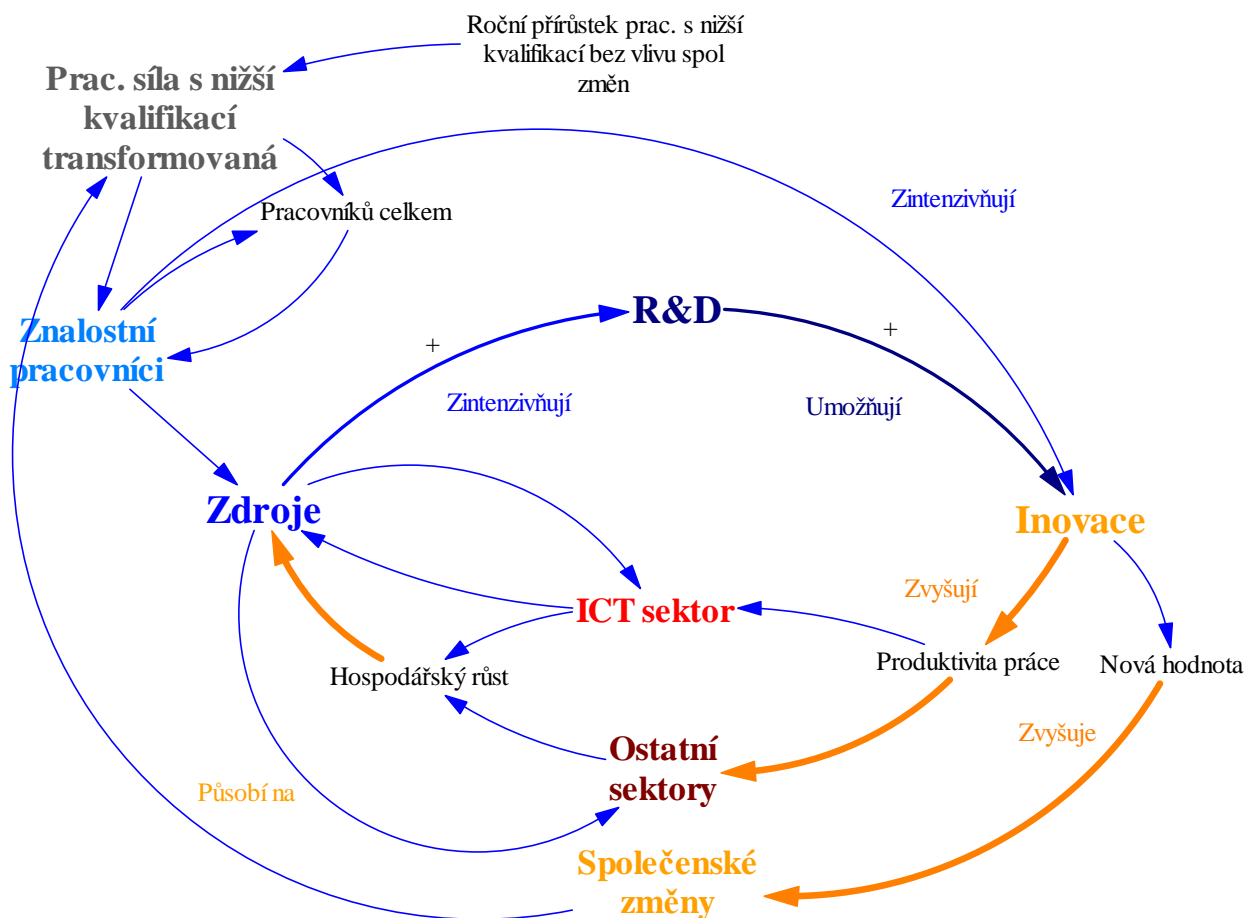 Roční přírůstek prac. s nižší
kvalifikací bez vlivu spol
změn
Prac. síla s nižší
kvalifikací
transformovaná
Pracovníků celkem
Zintenzivňují
R&D
Znalostní
pracovníci
+
+
Zintenzivňují
Umožňují
Zdroje
Inovace
ICT sektor
Zvyšují
Hospodářský růst
Produktivita práce
Nová hodnota
Zvyšuje
Ostatní
sektory
Působí na
Společenské
změny